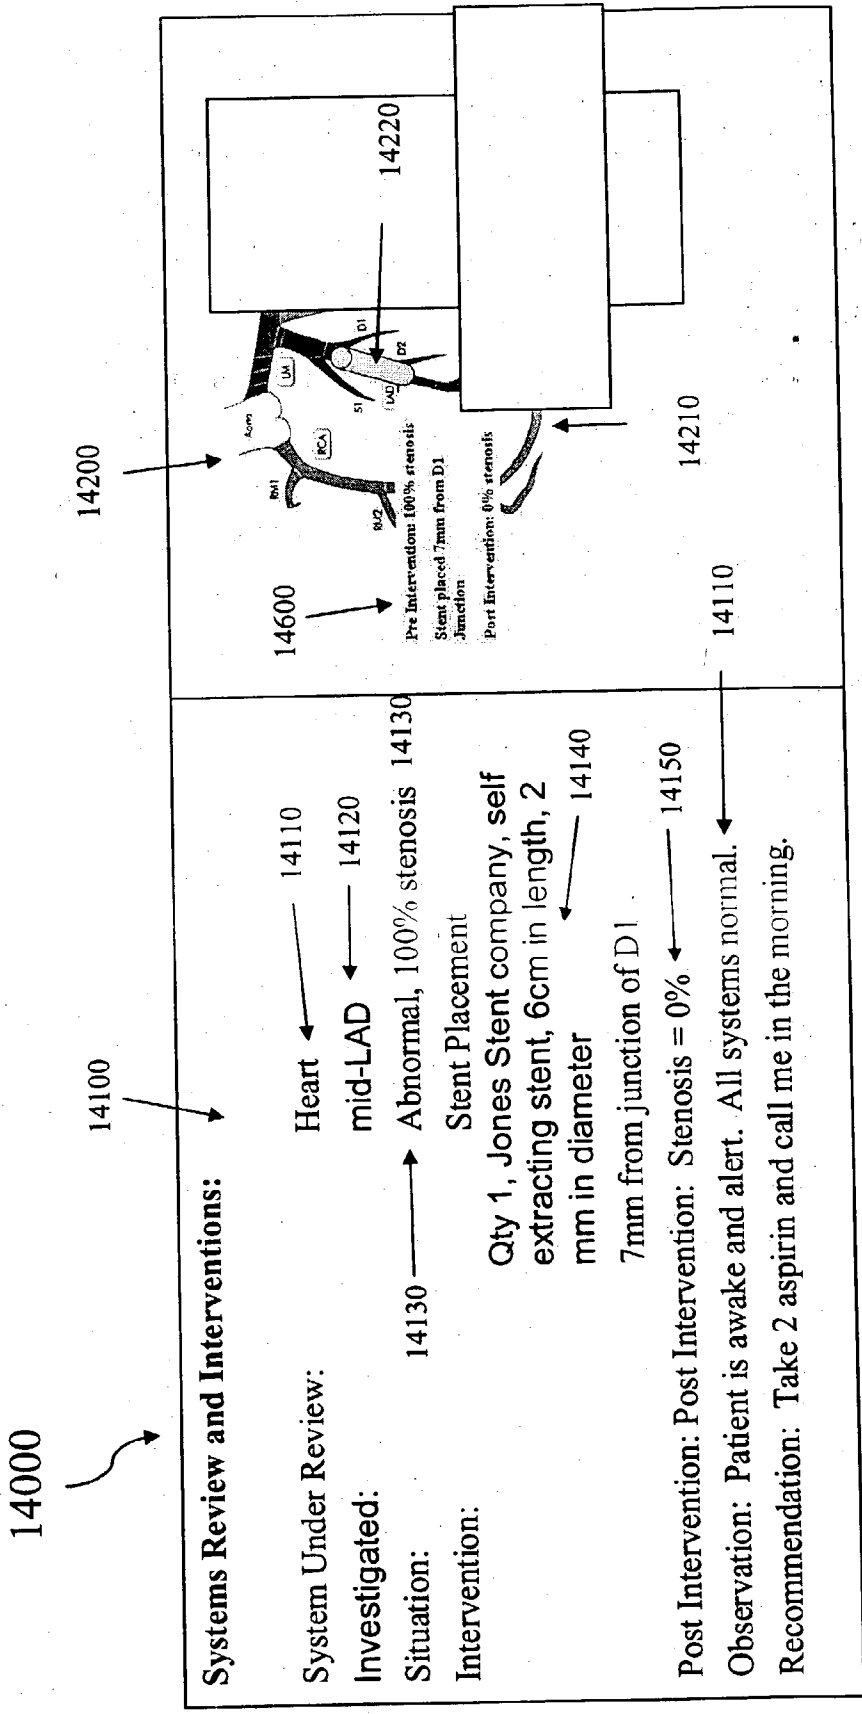 14000
14100
Systems Review and Interventions:
System Under Review: Heart 14110
Investigated: mid-LAD 14120
Situation: 14130 Abnormal, 100% stenosis 14130
Intervention: Stent Placement
Qty 1, Jones Stent company, self
extracting stent, 6cm in length, 2
mm in diameter 14140
7mm from junction of D1
Post Intervention: Post Intervention: Stenosis = 0% 14150
Observation: Patient is awake and alert. All systems normal. 14110
Recommendation: Take 2 aspirin and call me in the morning.
14200
Aorta
RM1
RCA
LM
RM2
S1
D1
LAD
D2
14220
14600
Pre Intervention: 100% stenosis
Stent placed 7mm from D1
Junction
Port Intervention: 0% stenosis
14210